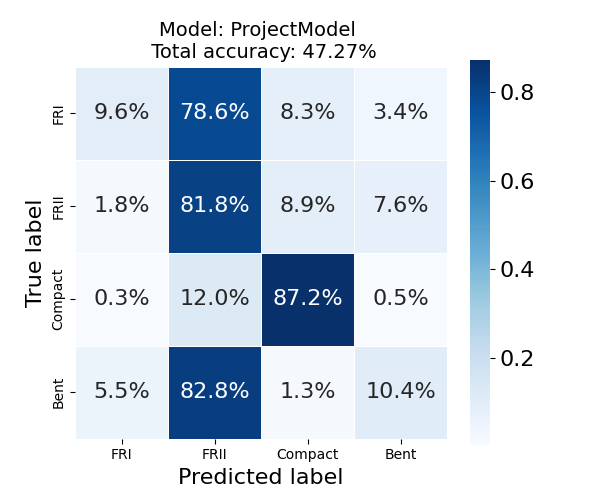 Model: ProjectModel
Total accuracy: 47.27%
FRI 9.6% 78.6% 8.3% 3.4%
FRII 1.8% 81.8% 8.9% 7.6%
Compact 0.3% 12.0% 87.2% 0.5%
Bent 5.5% 82.8% 1.3% 10.4%
FRI FRII Compact Bent
Predicted label
True label
0.8
0.6
0.4
0.2